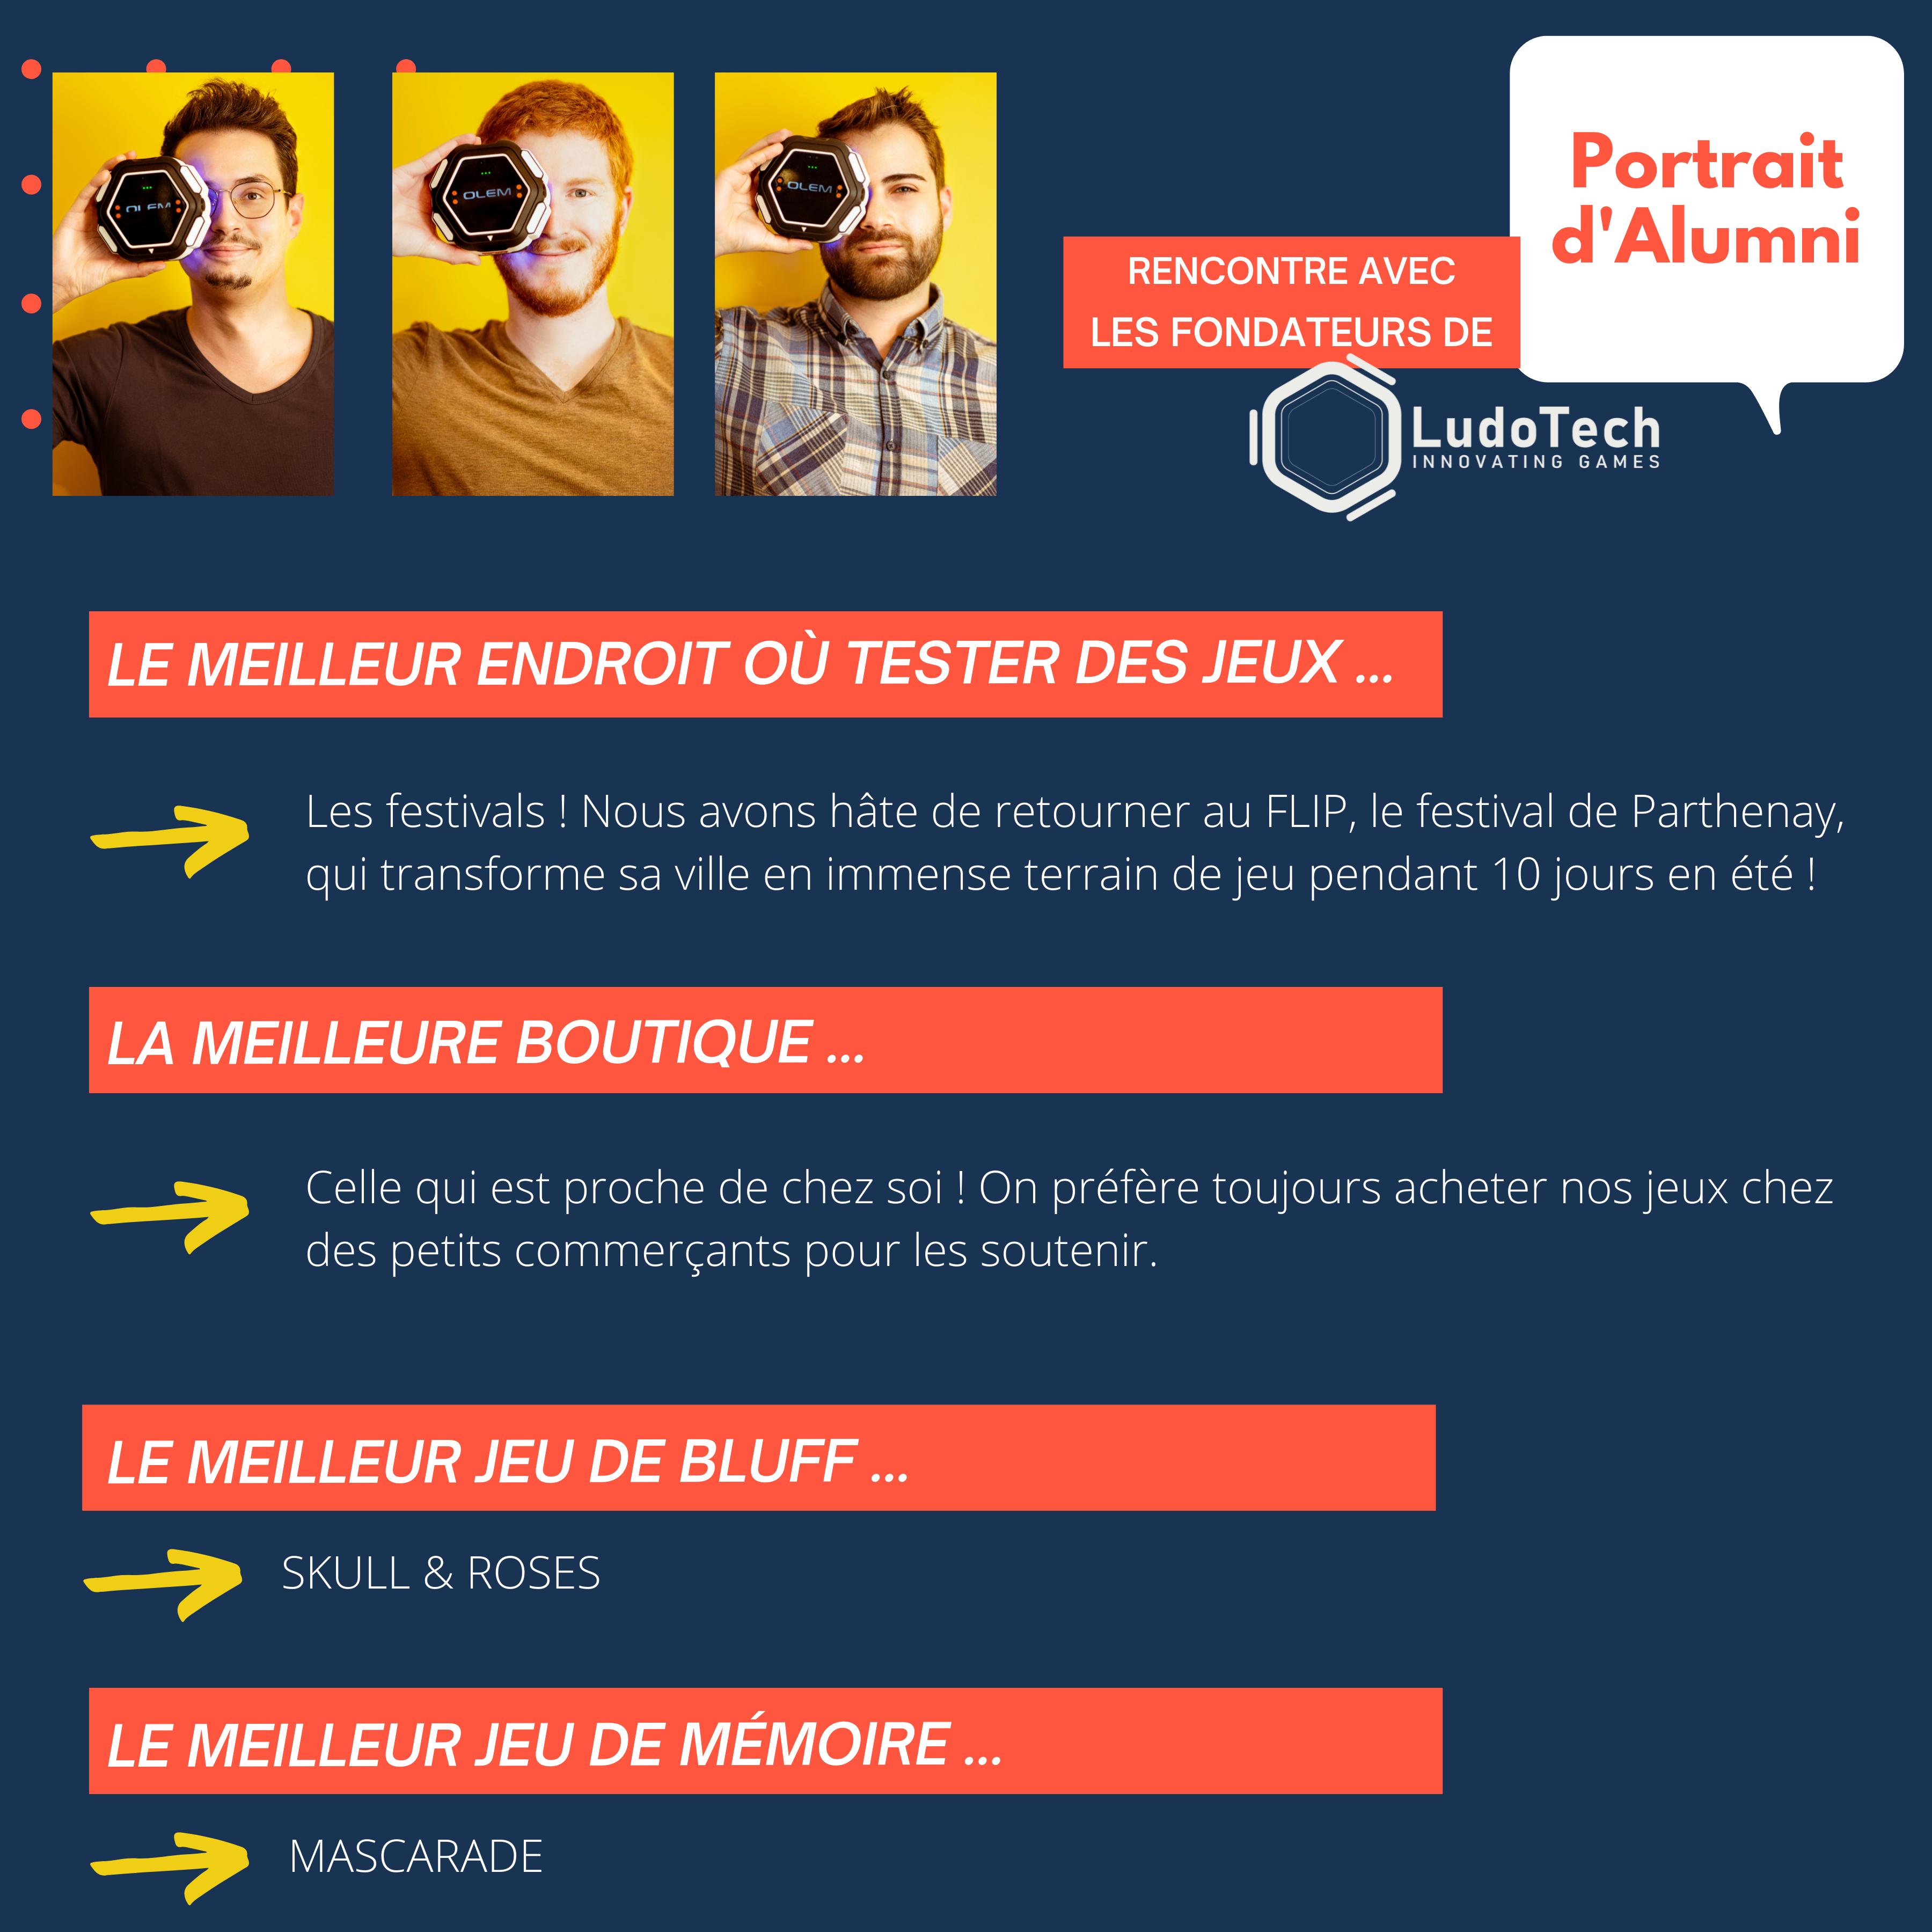 OLEM
OLEM
OLEM
Portrait
d'Alumni
RENCONTRE AVEC
LES FONDATEURS DE
LudoTech
INNOVATING GAMES
LE MEILLEUR ENDROIT OÙ TESTER DES JEUX ...
Les festivals ! Nous avons hâte de retourner au FLIP, le festival de Parthenay,
qui transforme sa ville en immense terrain de jeu pendant 10 jours en été !
LA MEILLEURE BOUTIQUE ...
Celle qui est proche de chez soi ! On préfère toujours acheter nos jeux chez
des petits commerçants pour les soutenir.
LE MEILLEUR JEU DE BLUFF ...
SKULL & ROSES
LE MEILLEUR JEU DE MÉMOIRE ...
MASCARADE